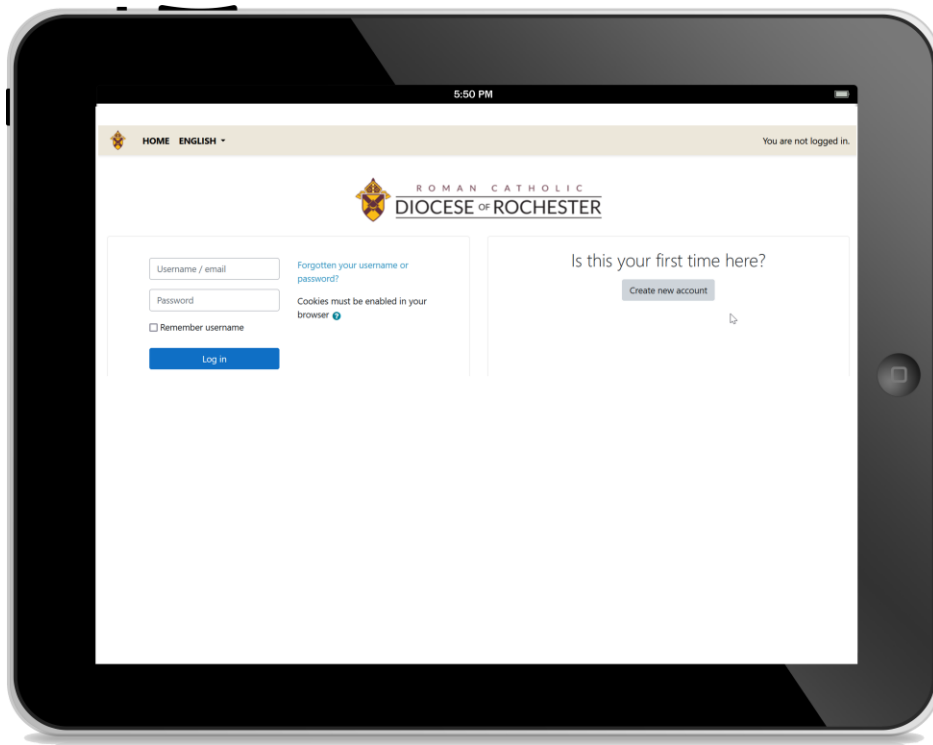 5:50 PM
HOME ENGLISH
You are not logged in.
ROMAN CATHOLIC
DIOCESE OF ROCHESTER
Username / email
Password
Remember username
Log in
Forgotten your username or
password?
Cookies must be enabled in your
browser ?
Is this your first time here?
Create new account